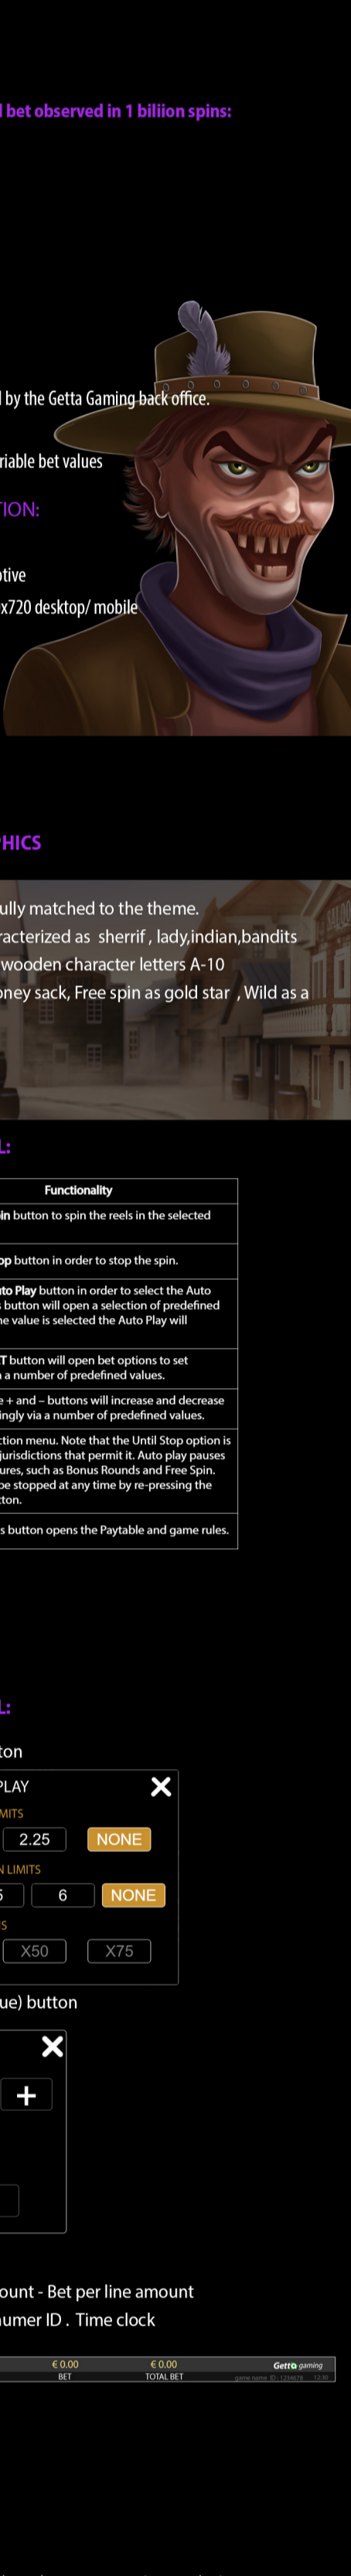 bet observed in 1 biliion spins:
by the Getta Gaming back office.
riable bet values
TION:
ptive
x720 desktop/ mobile
PHICS
ully matched to the theme.
racterized as sherrif , lady,indian,bandits
wooden character letters A-10
oney sack, Free spin as gold star , Wild as a
SALOO
L:
Functionality
in button to spin the reels in the selected
op button in order to stop the spin.
to Play button in order to select the Auto
s button will open a selection of predefined
ne value is selected the Auto Play will
T button will open bet options to set
a number of predefined values.
e + and – buttons will increase and decrease
ingly via a number of predefined values.
ction menu. Note that the Until Stop option is
jurisdictions that permit it. Auto play pauses
ures, such as Bonus Rounds and Free Spin.
be stopped at any time by re-pressing the
tton.
s button opens the Paytable and game rules.
L:
ton
PLAY
MITS
2.25 NONE
N LIMITS
5 6 NONE
S
X50 X75
ue) button
+
ount - Bet per line amount
umer ID . Time clock
€ 0.00 € 0.00 Getta gaming
BET TOTAL BET game name ID: 1234678 12:30